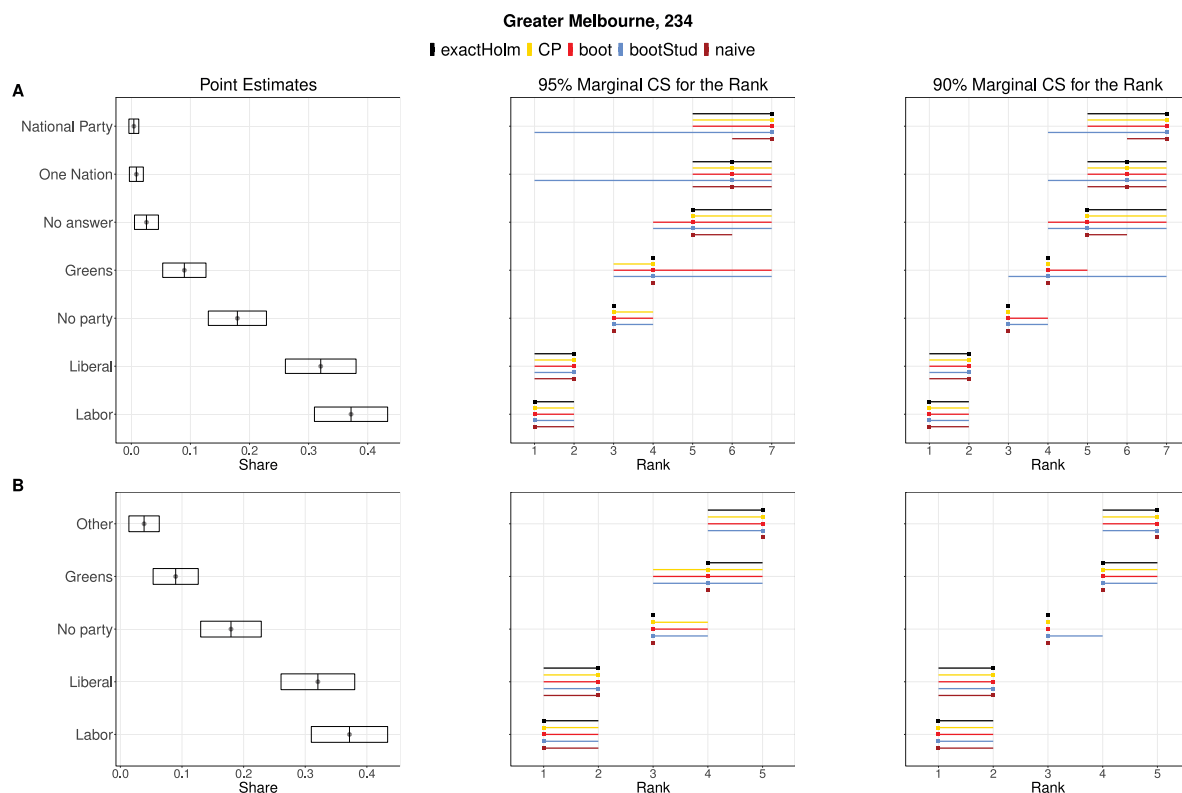 Greater Melbourne, 234
exactHolm CP boot bootStud naive
A
Point Estimates
95% Marginal CS for the Rank
90% Marginal CS for the Rank
National Party
One Nation
No answer
Greens
No party
Liberal
Labor
0.0 0.1 0.2 0.3 0.4
Share
1 2 3 4 5 6 7
Rank
1 2 3 4 5 6 7
Rank
B
Other
Greens
No party
Liberal
Labor
0.0 0.1 0.2 0.3 0.4
Share
1 2 3 4 5
Rank
1 2 3 4 5
Rank